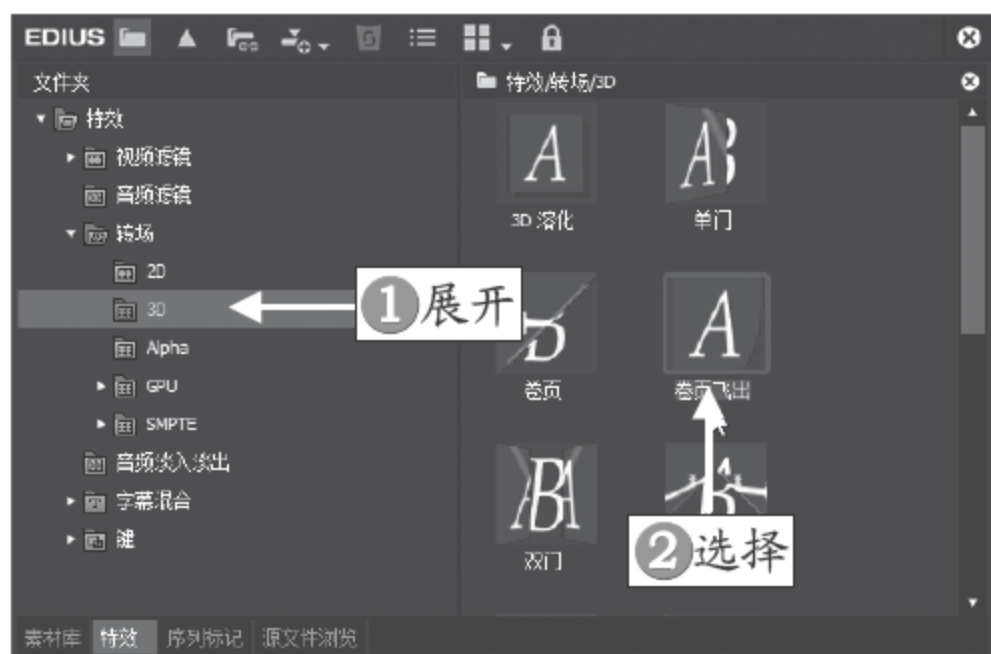 EDIUS
文件夹
特效
视频滤镜
音频滤镜
转场
2D
3D
Alpha
GPU
SMPTE
音频淡入淡出
字幕混合
键
特效/转场/3D
A
AB
3D 溶化
单门
B
A
卷页
卷页飞出
BA
双门
1 展开
2 选择
素材库 特效 序列标记 源文件浏览